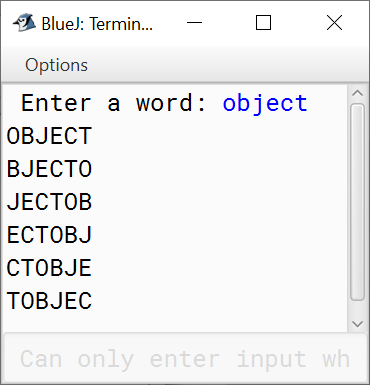 BlueJ: Termin...
Options
Enter a word: object
OBJECT
BJECTO
JECTOB
ECTOBJ
CTOBJE
TOBJEC
Can only enter input wh